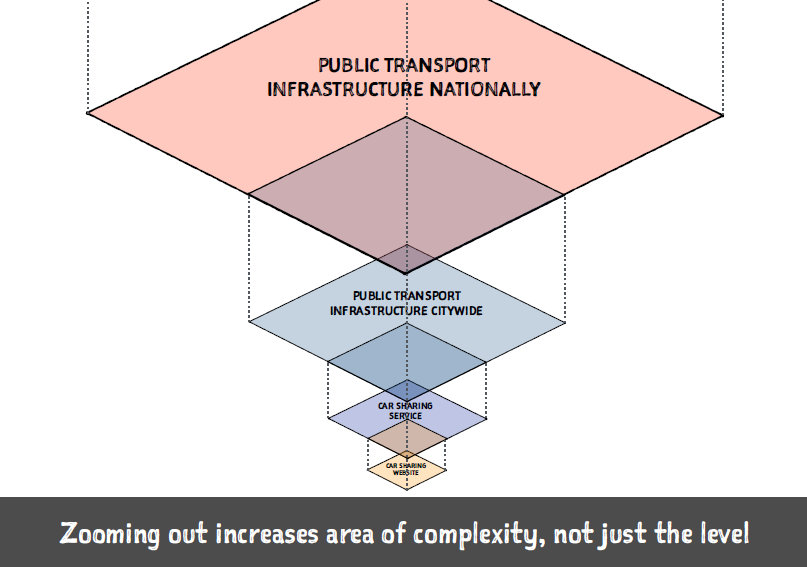 PUBLIC TRANSPORT
INFRASTRUCTURE NATIONALLY
PUBLIC TRANSPORT
INFRASTRUCTURE CITYWIDE
CAR SHARING
SERVICE
CAR SHARING
WEBSITE
Zooming out increases area of complexity, not just the level